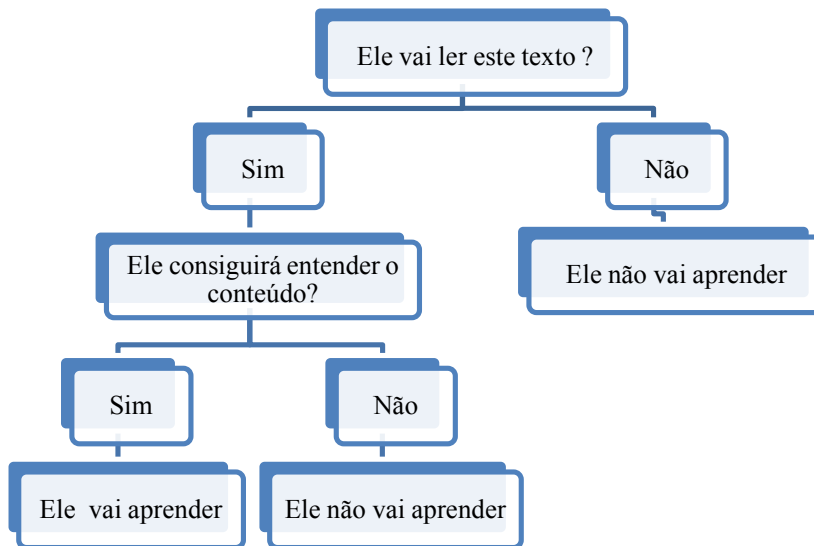 Ele vai ler este texto ?
Sim
Não
Ele consiguirá entender o
conteúdo?
Ele não vai aprender
Sim
Não
Ele vai aprender
Ele não vai aprender